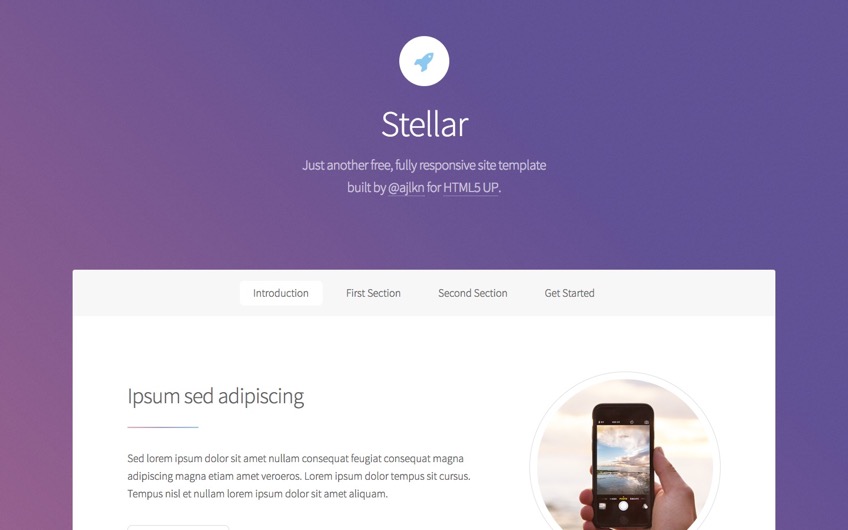 Stellar
Just another free, fully responsive site template
built by @ajlkn for HTML5 UP.
Introduction First Section Second Section Get Started
Ipsum sed adipiscing
Sed lorem ipsum dolor sit amet nullam consequat feugiat consequat magna
adipiscing magna etiam amet veroeros. Lorem ipsum dolor tempus sit cursus.
Tempus nisl et nullam lorem ipsum dolor sit amet aliquam.